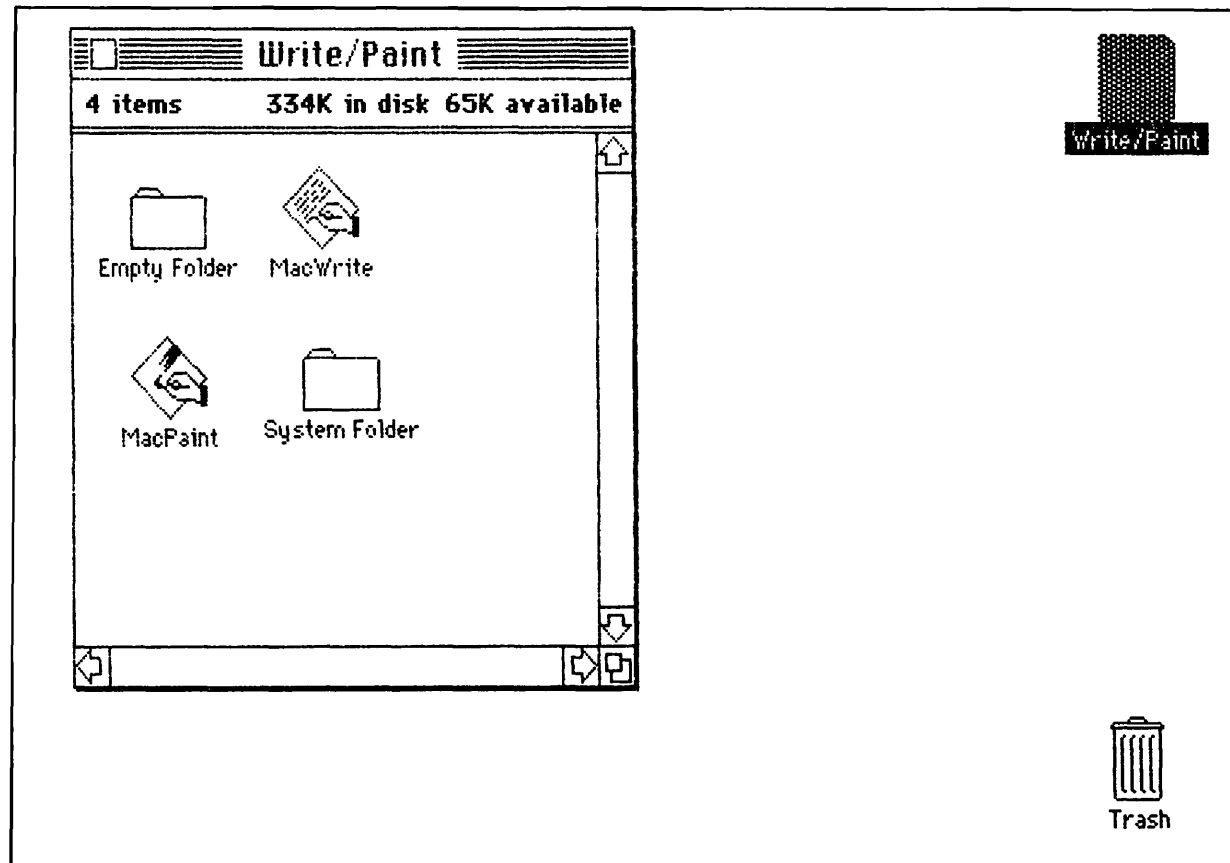 Write/Paint
4 items 334K in disk 65K available
Write/Paint
Empty Folder MacWrite
MacPaint System Folder
Trash